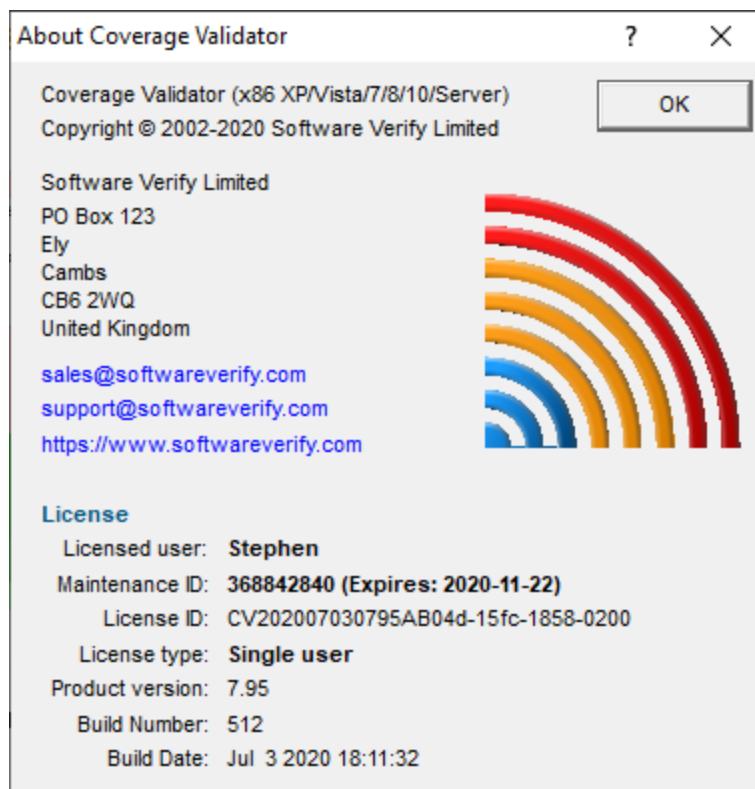 About Coverage Validator
?
Coverage Validator (x86 XP/Vista/7/8/10/Server)
OK
Copyright © 2002-2020 Software Verify Limited
Software Verify Limited
PO Box 123
Ely
Cambs
CB6 2WQ
United Kingdom
sales@softwareverify.com
support@softwareverify.com
https://www.softwareverify.com
License
Licensed user: Stephen
Maintenance ID: 368842840 (Expires: 2020-11-22)
License ID: CV202007030795AB04d-15fc-1858-0200
License type: Single user
Product version: 7.95
Build Number: 512
Build Date: Jul 3 2020 18:11:32